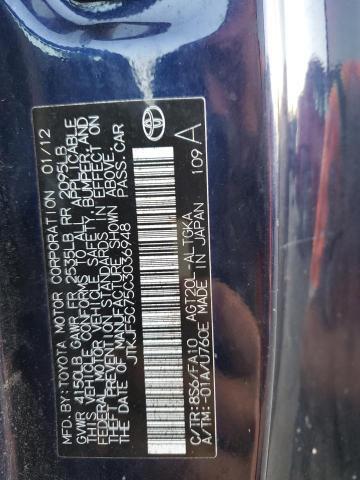 MFD.BY:TOYOTA MOTOR CORPORATION 01/12
GVWR 4150LB GAWR FR 2535LB RR 2095LB
THIS VEHICLE CONFORMS TO ALL APPLICABLE
FEDERAL MOTOR VEHICLE SAFETY, BUMPER, AND
THEFT PREVENTION STANDARDS IN EFFECT ON
THE DATE OF MANUFACTURE SHOWN ABOVE.
JTKJF5C75C3036948 PASS.CAR
C/TR:8S6/FA10 AGT20L-ALTGKA
A/TM:-01A/U760E MADE IN JAPAN
109 A